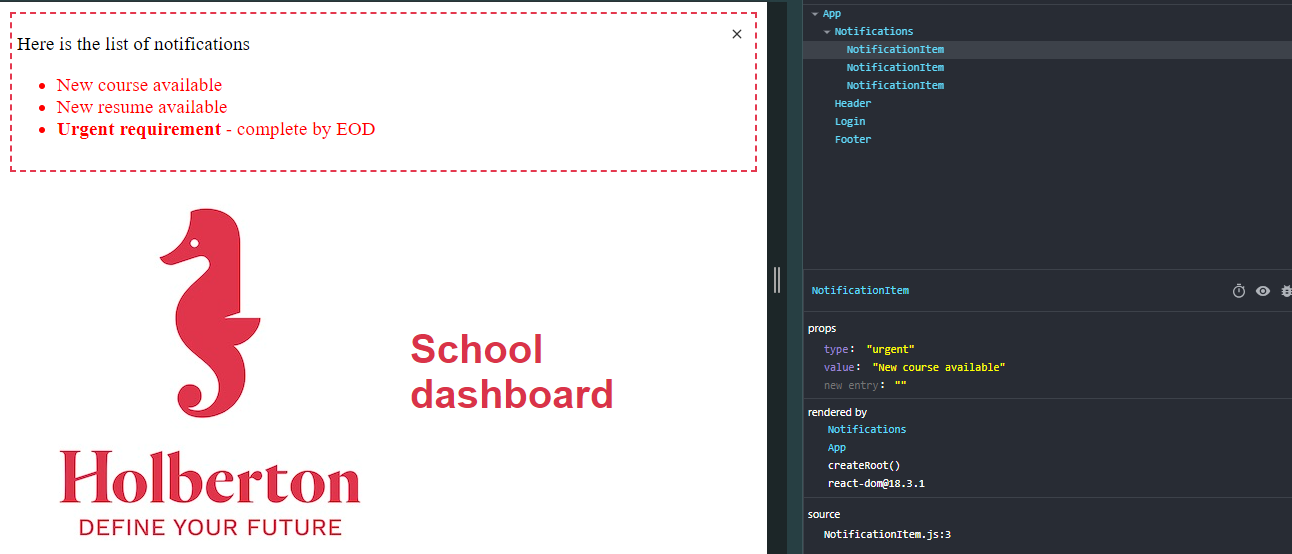 Here is the list of notifications
×
New course available
New resume available
Urgent requirement - complete by EOD
School
dashboard
Holberton
DEFINE YOUR FUTURE
App
Notifications
NotificationItem
NotificationItem
NotificationItem
Header
Login
Footer
NotificationItem
props
type: "urgent"
value: "New course available"
new entry: ""
rendered by
Notifications
App
createRoot()
react-dom@18.3.1
source
NotificationItem.js:3